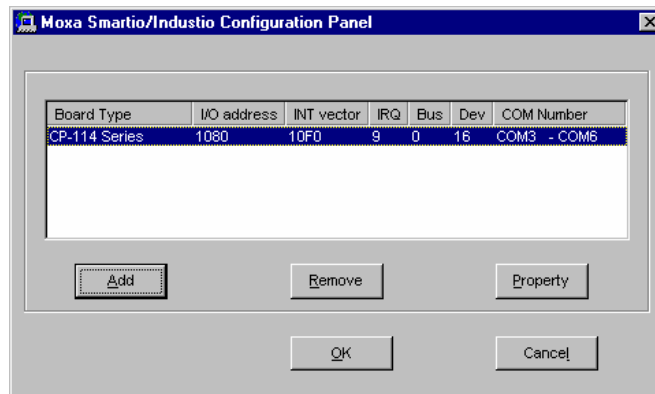 Moxa Smartio/Industio Configuration Panel
Board Type I/O address INT vector IRQ Bus Dev COM Number
CP-114 Series 1080 10F0 9 0 16 COM3 - COM6
Add Remove Property
OK Cancel